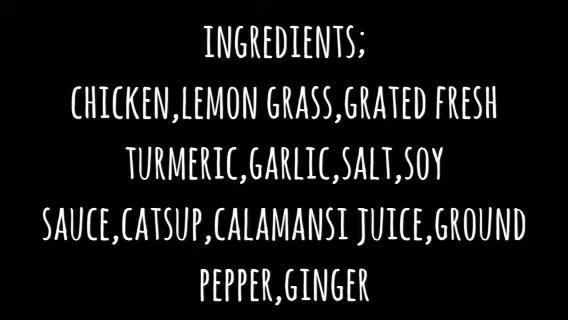 INGREDIENTS;
CHICKEN,LEMON GRASS,GRATED FRESH
TURMERIC,GARLIC,SALT,SOY
SAUCE,CATSUP,CALAMANSI JUICE,GROUND
PEPPER,GINGER